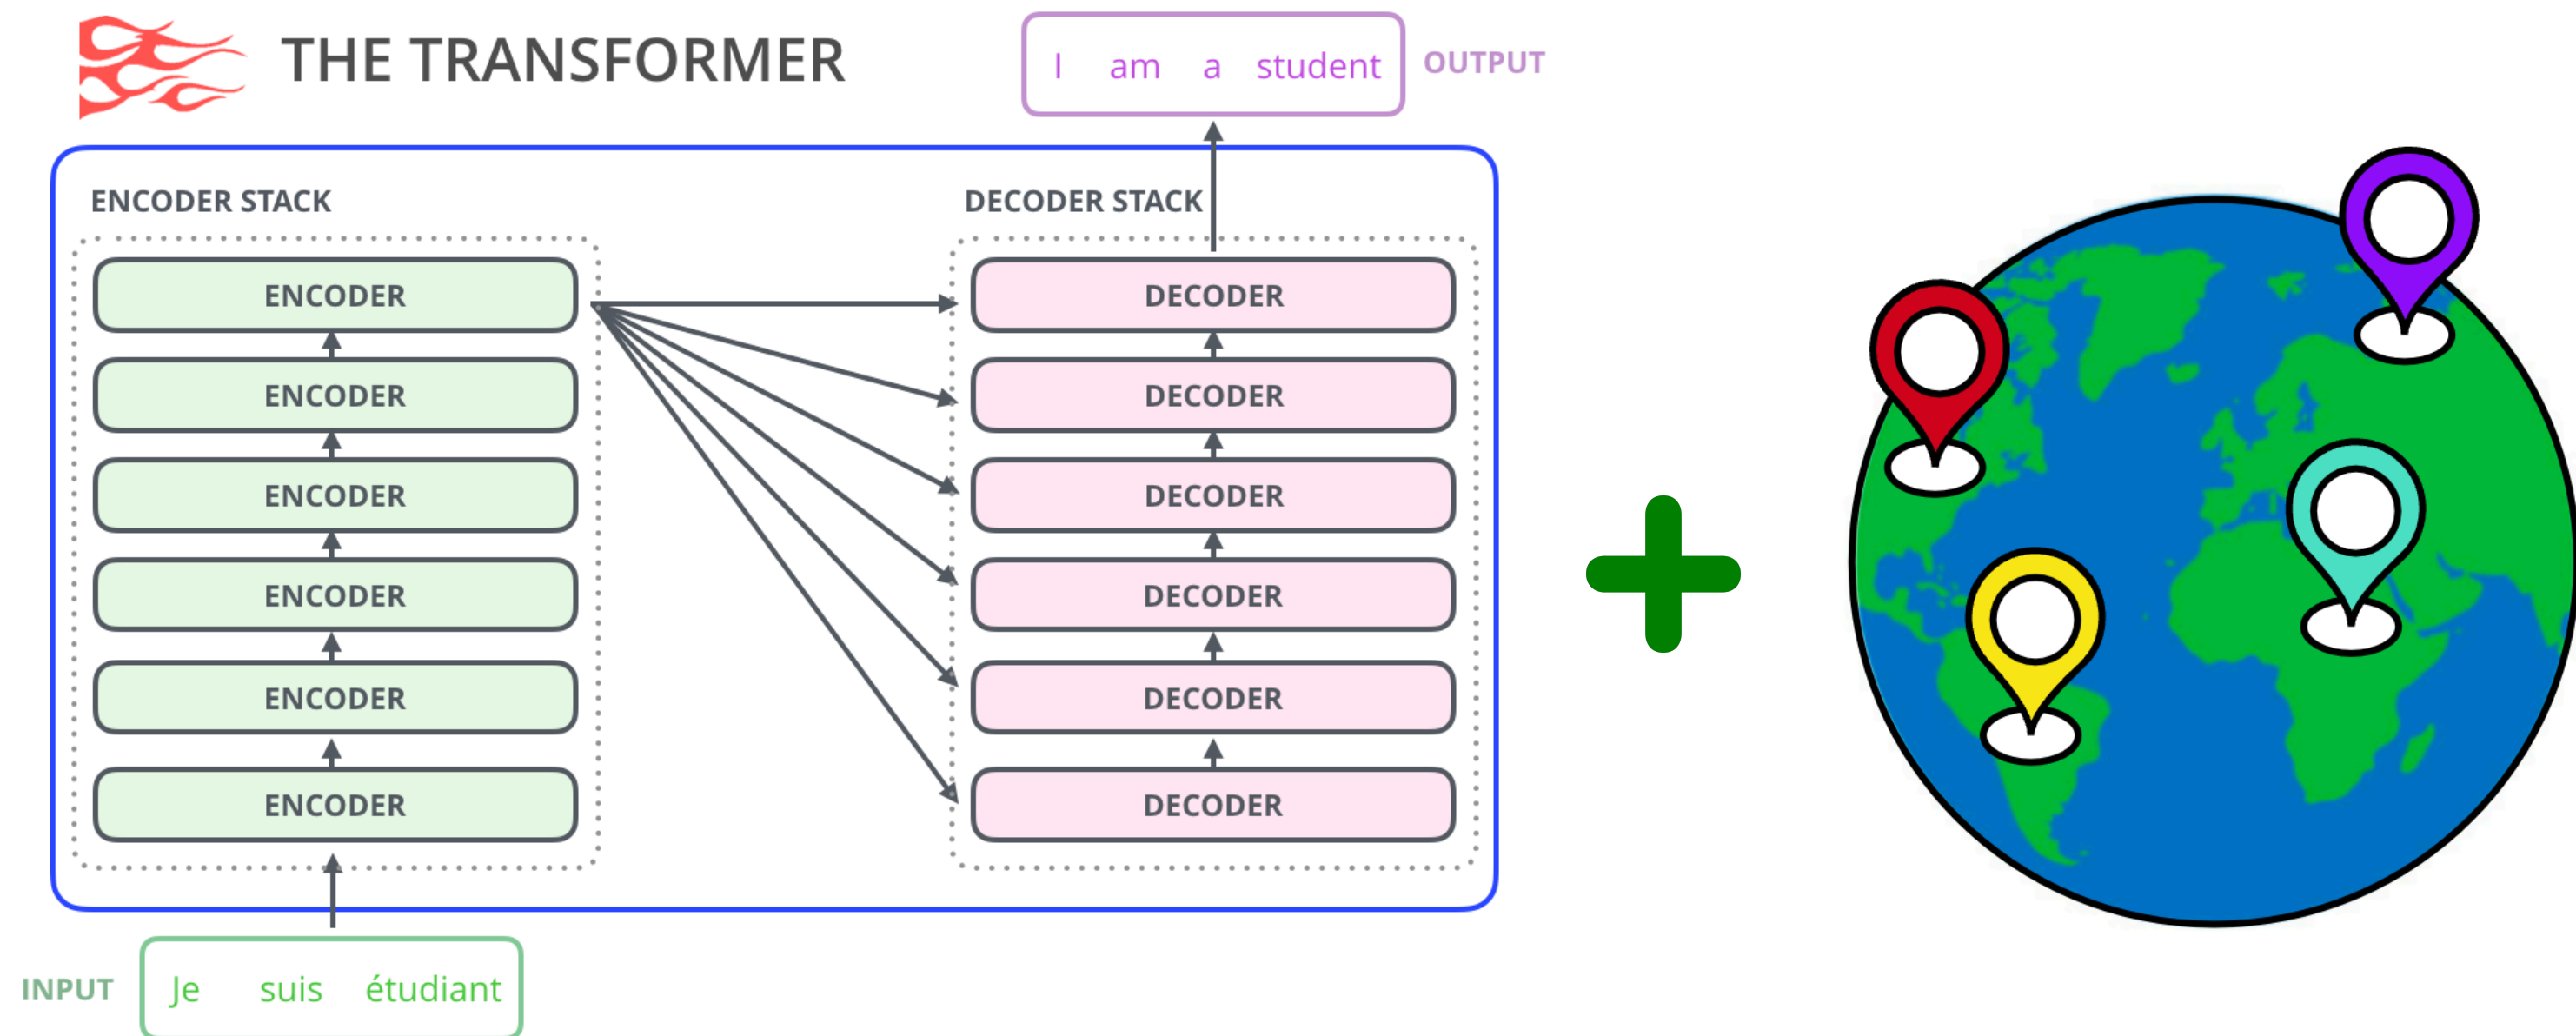 THE TRANSFORMER
I am a student
OUTPUT
ENCODER STACK
DECODER STACK
ENCODER
ENCODER
ENCODER
ENCODER
ENCODER
ENCODER
DECODER
DECODER
DECODER
DECODER
DECODER
DECODER
INPUT
Je suis étudiant